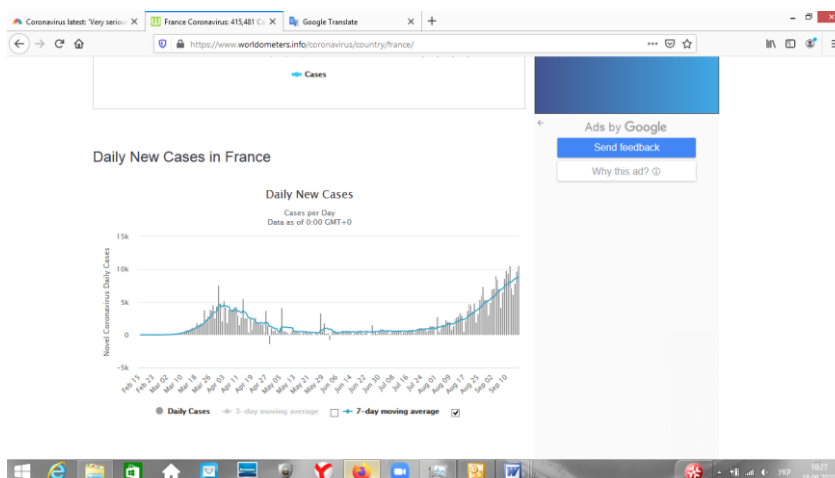 Coronavirus latest: 'Very seriou
France Coronavirus: 415,481 Ca
Google Translate
https://www.worldometers.info/coronavirus/country/france/
Cases
Ads by Google
Send feedback
Why this ad?
Daily New Cases in France
Daily New Cases
Cases per Day
Data as of 0:00 GMT+0
Novel Coronavirus Daily Cases
15k
10k
5k
0
-5k
Feb 15 Feb 23 Mar 02 Mar 10 Mar 18 Mar 26 Apr 03 Apr 11 Apr 19 Apr 27 May 05 May 13 May 21 May 29 Jun 06 Jun 14 Jun 22 Jun 30 Jul 08 Jul 16 Jul 24 Aug 01 Aug 09 Aug 17 Aug 25 Sep 02 Sep 10
Daily Cases 3-day moving average 7-day moving average
УКР
10:27